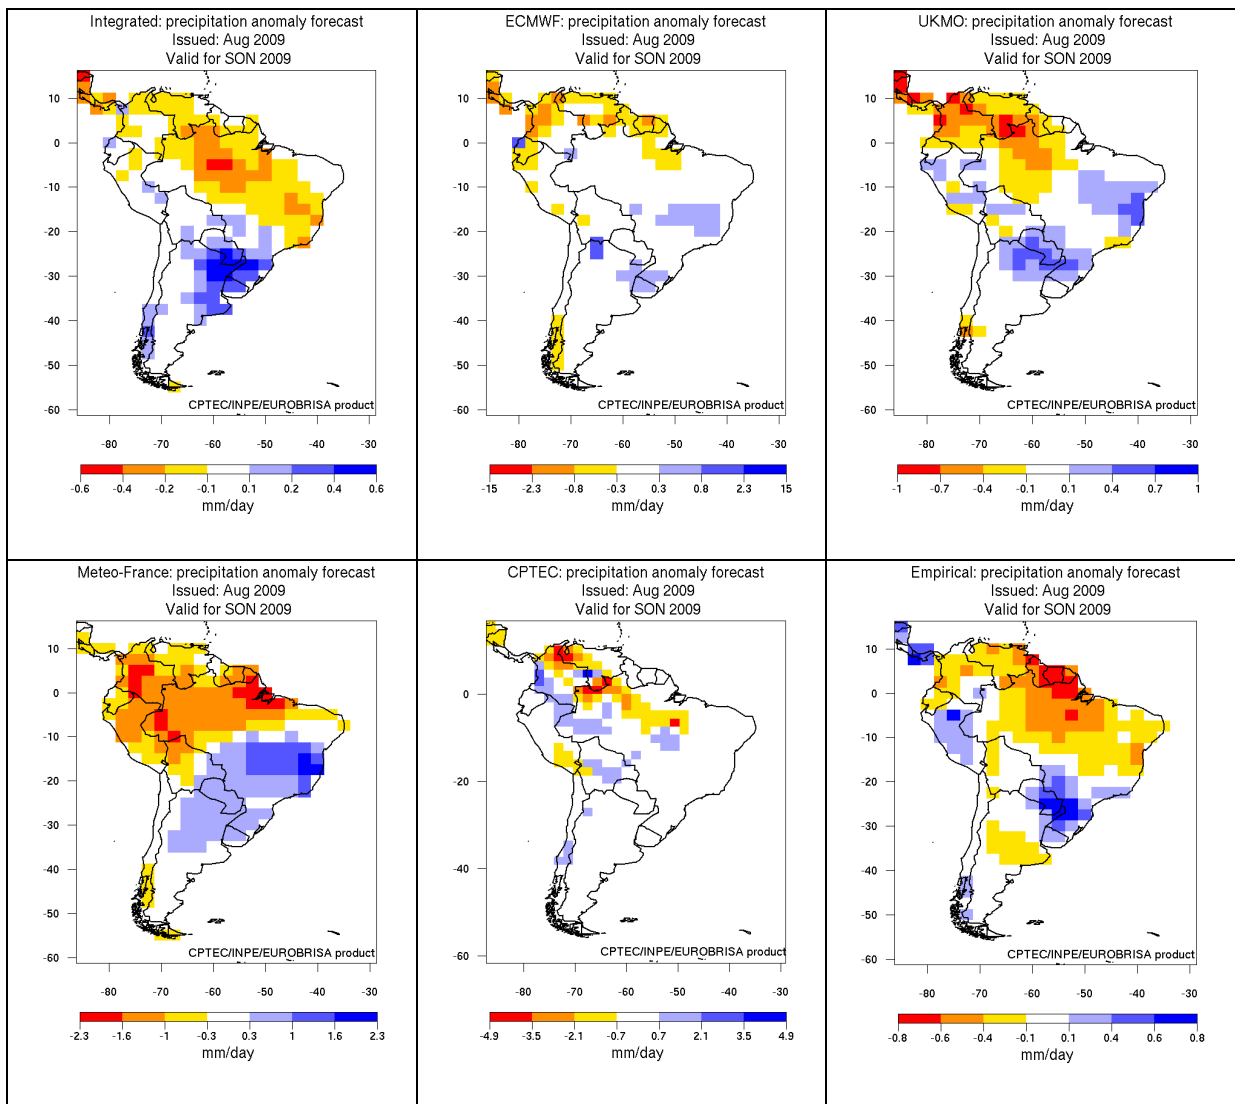 Integrated: precipitation anomaly forecast
Issued: Aug 2009
Valid for SON 2009
10
0
-10
-20
-30
-40
-50
-60
CPTEC/INPE/EUROBRISA product
-80 -70 -60 -50 -40 -30
-0.6 -0.4 -0.2 -0.1 0.1 0.2 0.4 0.6
mm/day
ECMWF: precipitation anomaly forecast
Issued: Aug 2009
Valid for SON 2009
10
0
-10
-20
-30
-40
-50
-60
CPTEC/INPE/EUROBRISA product
-80 -70 -60 -50 -40 -30
-15 -2.3 -0.8 -0.3 0.3 0.8 2.3 15
mm/day
UKMO: precipitation anomaly forecast
Issued: Aug 2009
Valid for SON 2009
10
0
-10
-20
-30
-40
-50
-60
CPTEC/INPE/EUROBRISA product
-80 -70 -60 -50 -40 -30
-1 -0.7 -0.4 -0.1 0.1 0.4 0.7 1
mm/day
Meteo-France: precipitation anomaly forecast
Issued: Aug 2009
Valid for SON 2009
10
0
-10
-20
-30
-40
-50
-60
CPTEC/INPE/EUROBRISA product
-80 -70 -60 -50 -40 -30
-2.3 -1.6 -1 -0.3 0.3 1 1.6 2.3
mm/day
CPTEC: precipitation anomaly forecast
Issued: Aug 2009
Valid for SON 2009
10
0
-20
-40
-60
CPTEC/INPE/EUROBRISA product
-80 -70 -60 -50 -40 -30
-4.9 -3.5 -2.1 -0.7 0.7 2.1 3.5 4.9
mm/day
Empirical: precipitation anomaly forecast
Issued: Aug 2009
Valid for SON 2009
10
0
-10
-20
-30
-40
-50
-60
CPTEC/INPE/EUROBRISA product
-80 -70 -60 -50 -40 -30
-0.8 -0.6 -0.4 -0.1 0.1 0.4 0.6 0.8
mm/day